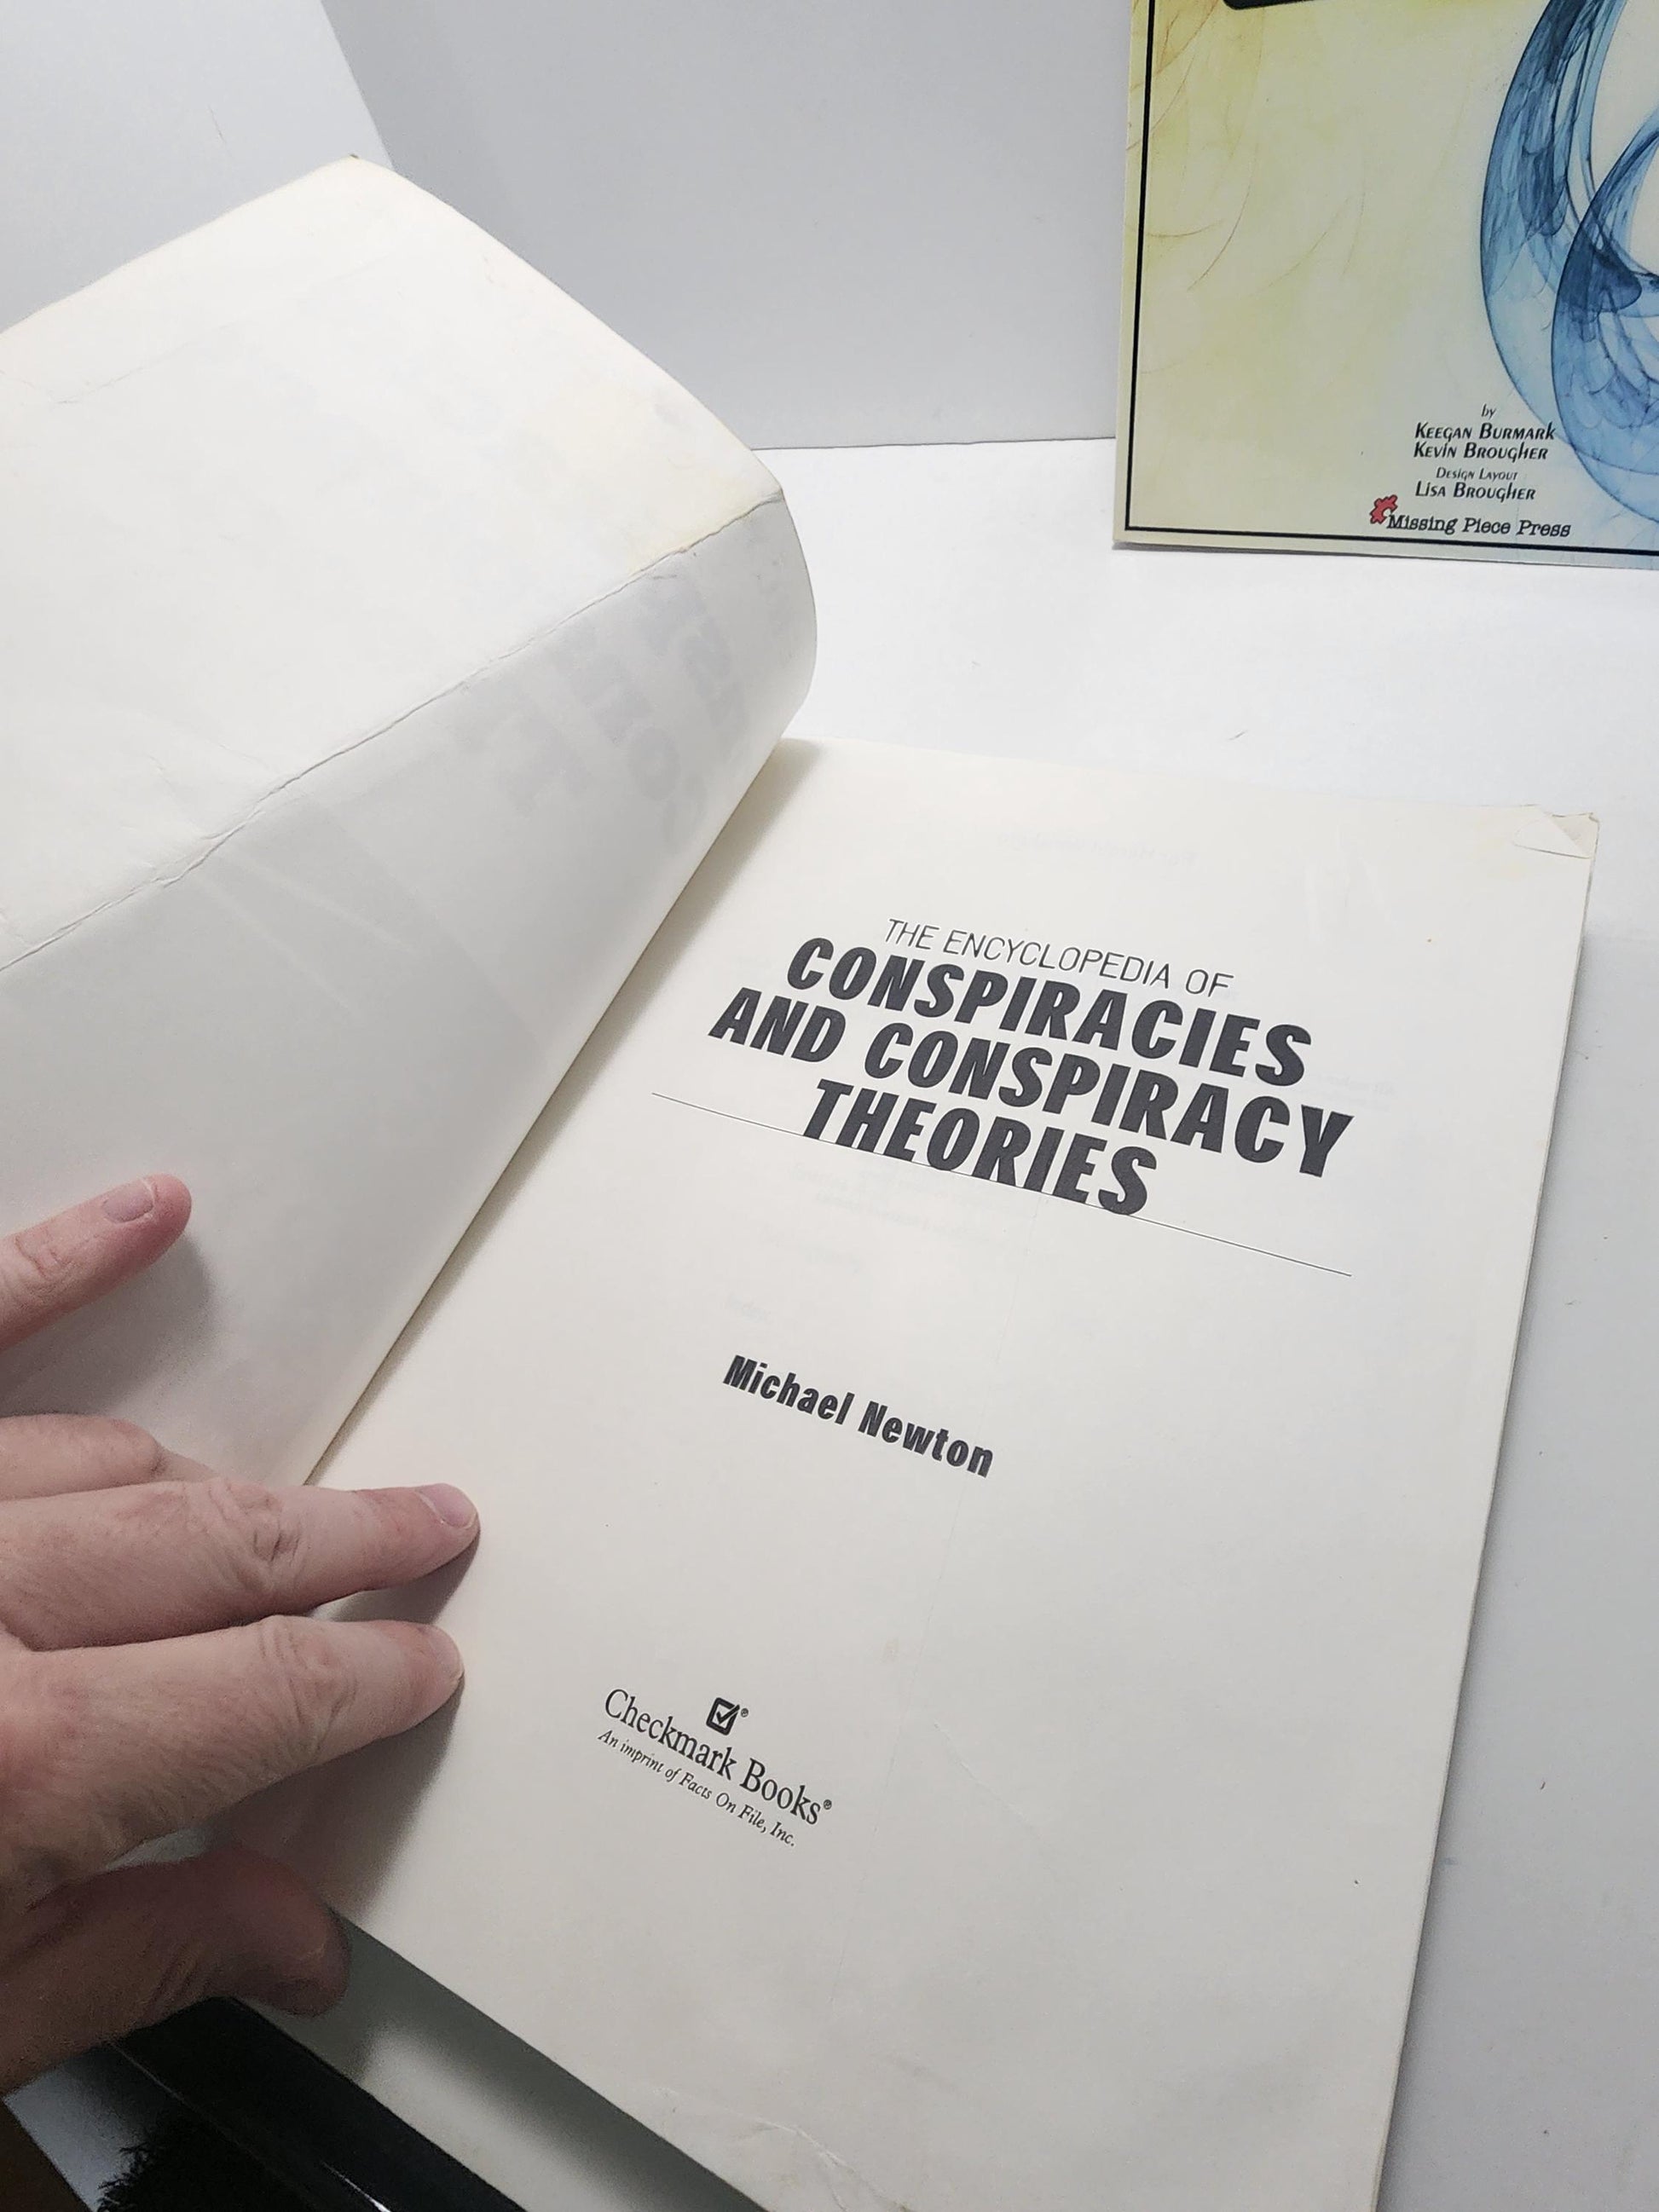 by
Keegan Burmark
Kevin Brougher
Design Layout
Lisa Brougher
Missing Piece Press
THE ENCYCLOPEDIA OF
CONSPIRACIES
AND CONSPIRACY
THEORIES
Michael Newton
Checkmark Books®
An imprint of Facts On File, Inc.